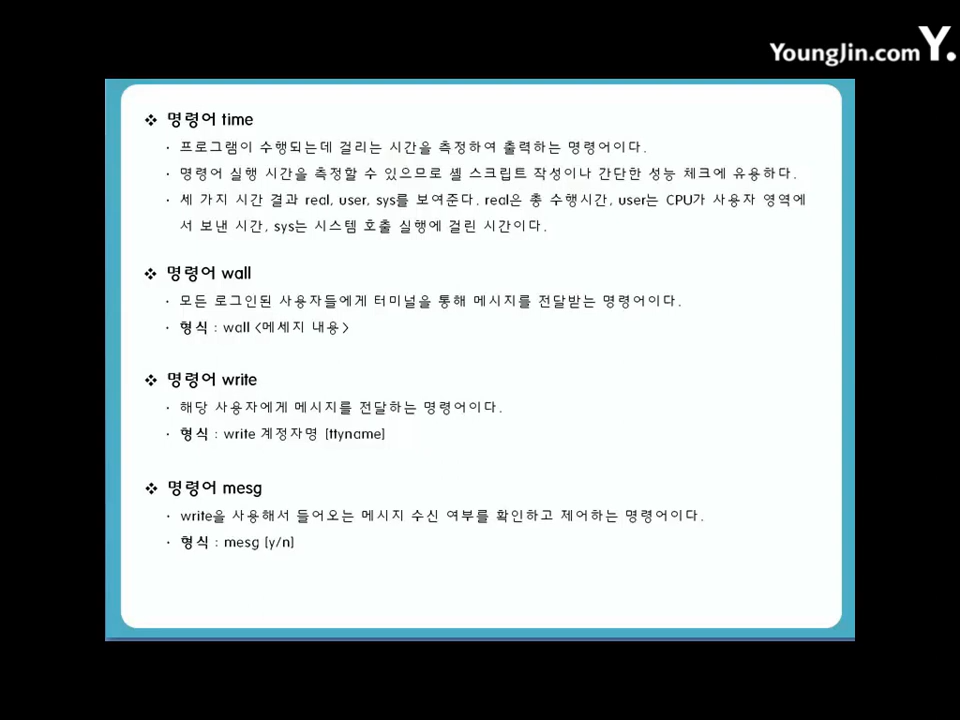 YoungJin.com Y.
❖ 명령어 time
· 프로그램이 수행되는데 걸리는 시간을 측정하여 출력하는 명령어이다.
· 명령어 실행 시간을 측정할 수 있으므로 셸 스크립트 작성이나 간단한 성능 체크에 유용하다.
· 세 가지 시간 결과 real, user, sys를 보여준다. real은 총 수행시간, user는 CPU가 사용자 영역에
서 보낸 시간, sys는 시스템 호출 실행에 걸린 시간이다.
❖ 명령어 wall
· 모든 로그인된 사용자들에게 터미널을 통해 메시지를 전달받는 명령어이다.
· 형식 : wall <메세지 내용>
❖ 명령어 write
· 해당 사용자에게 메시지를 전달하는 명령어이다.
· 형식 : write 계정자명 [ttyname]
❖ 명령어 mesg
· write을 사용해서 들어오는 메시지 수신 여부를 확인하고 제어하는 명령어이다.
· 형식 : mesg [y/n]